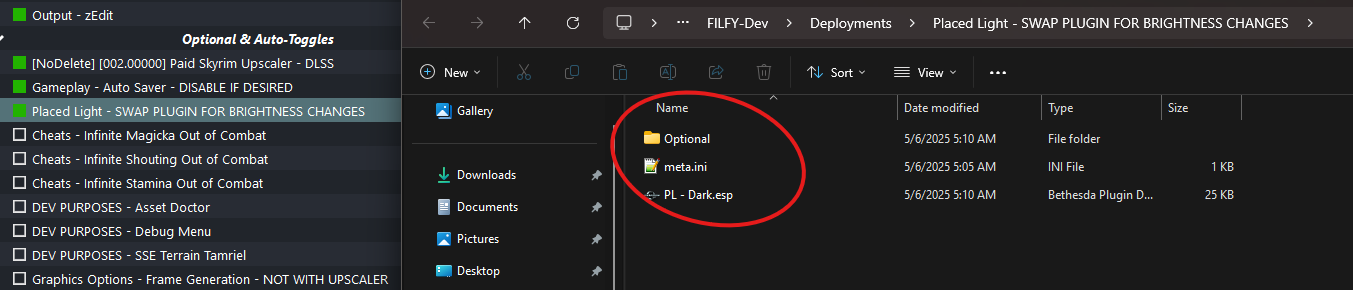 Output - zEdit
Optional & Auto-Toggles
[NoDelete] [002.00000] Paid Skyrim Upscaler - DLSS
Gameplay - Auto Saver - DISABLE IF DESIRED
Placed Light - SWAP PLUGIN FOR BRIGHTNESS CHANGES
Cheats - Infinite Magicka Out of Combat
Cheats - Infinite Shouting Out of Combat
Cheats - Infinite Stamina Out of Combat
DEV PURPOSES - Asset Doctor
DEV PURPOSES - Debug Menu
DEV PURPOSES - SSE Terrain Tamriel
Graphics Options - Frame Generation - NOT WITH UPSCALER
FILFY-Dev > Deployments > Placed Light - SWAP PLUGIN FOR BRIGHTNESS CHANGES >
New Sort View
Gallery
Downloads
Documents
Pictures
Desktop
Name Date modified Type Size
Optional 5/6/2025 5:10 AM File folder
meta.ini 5/6/2025 5:05 AM INI File 1 KB
PL - Dark.esp 5/6/2025 5:10 AM Bethesda Plugin D... 25 KB